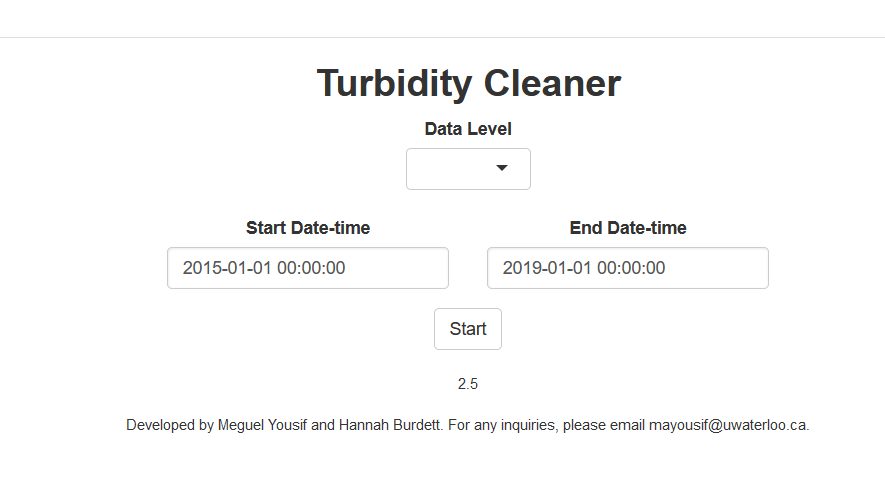 Turbidity Cleaner
Data Level
Start Date-time
End Date-time
2015-01-01 00:00:00
2019-01-01 00:00:00
Start
2.5
Developed by Meguel Yousif and Hannah Burdett. For any inquiries, please email mayousif@uwaterloo.ca.